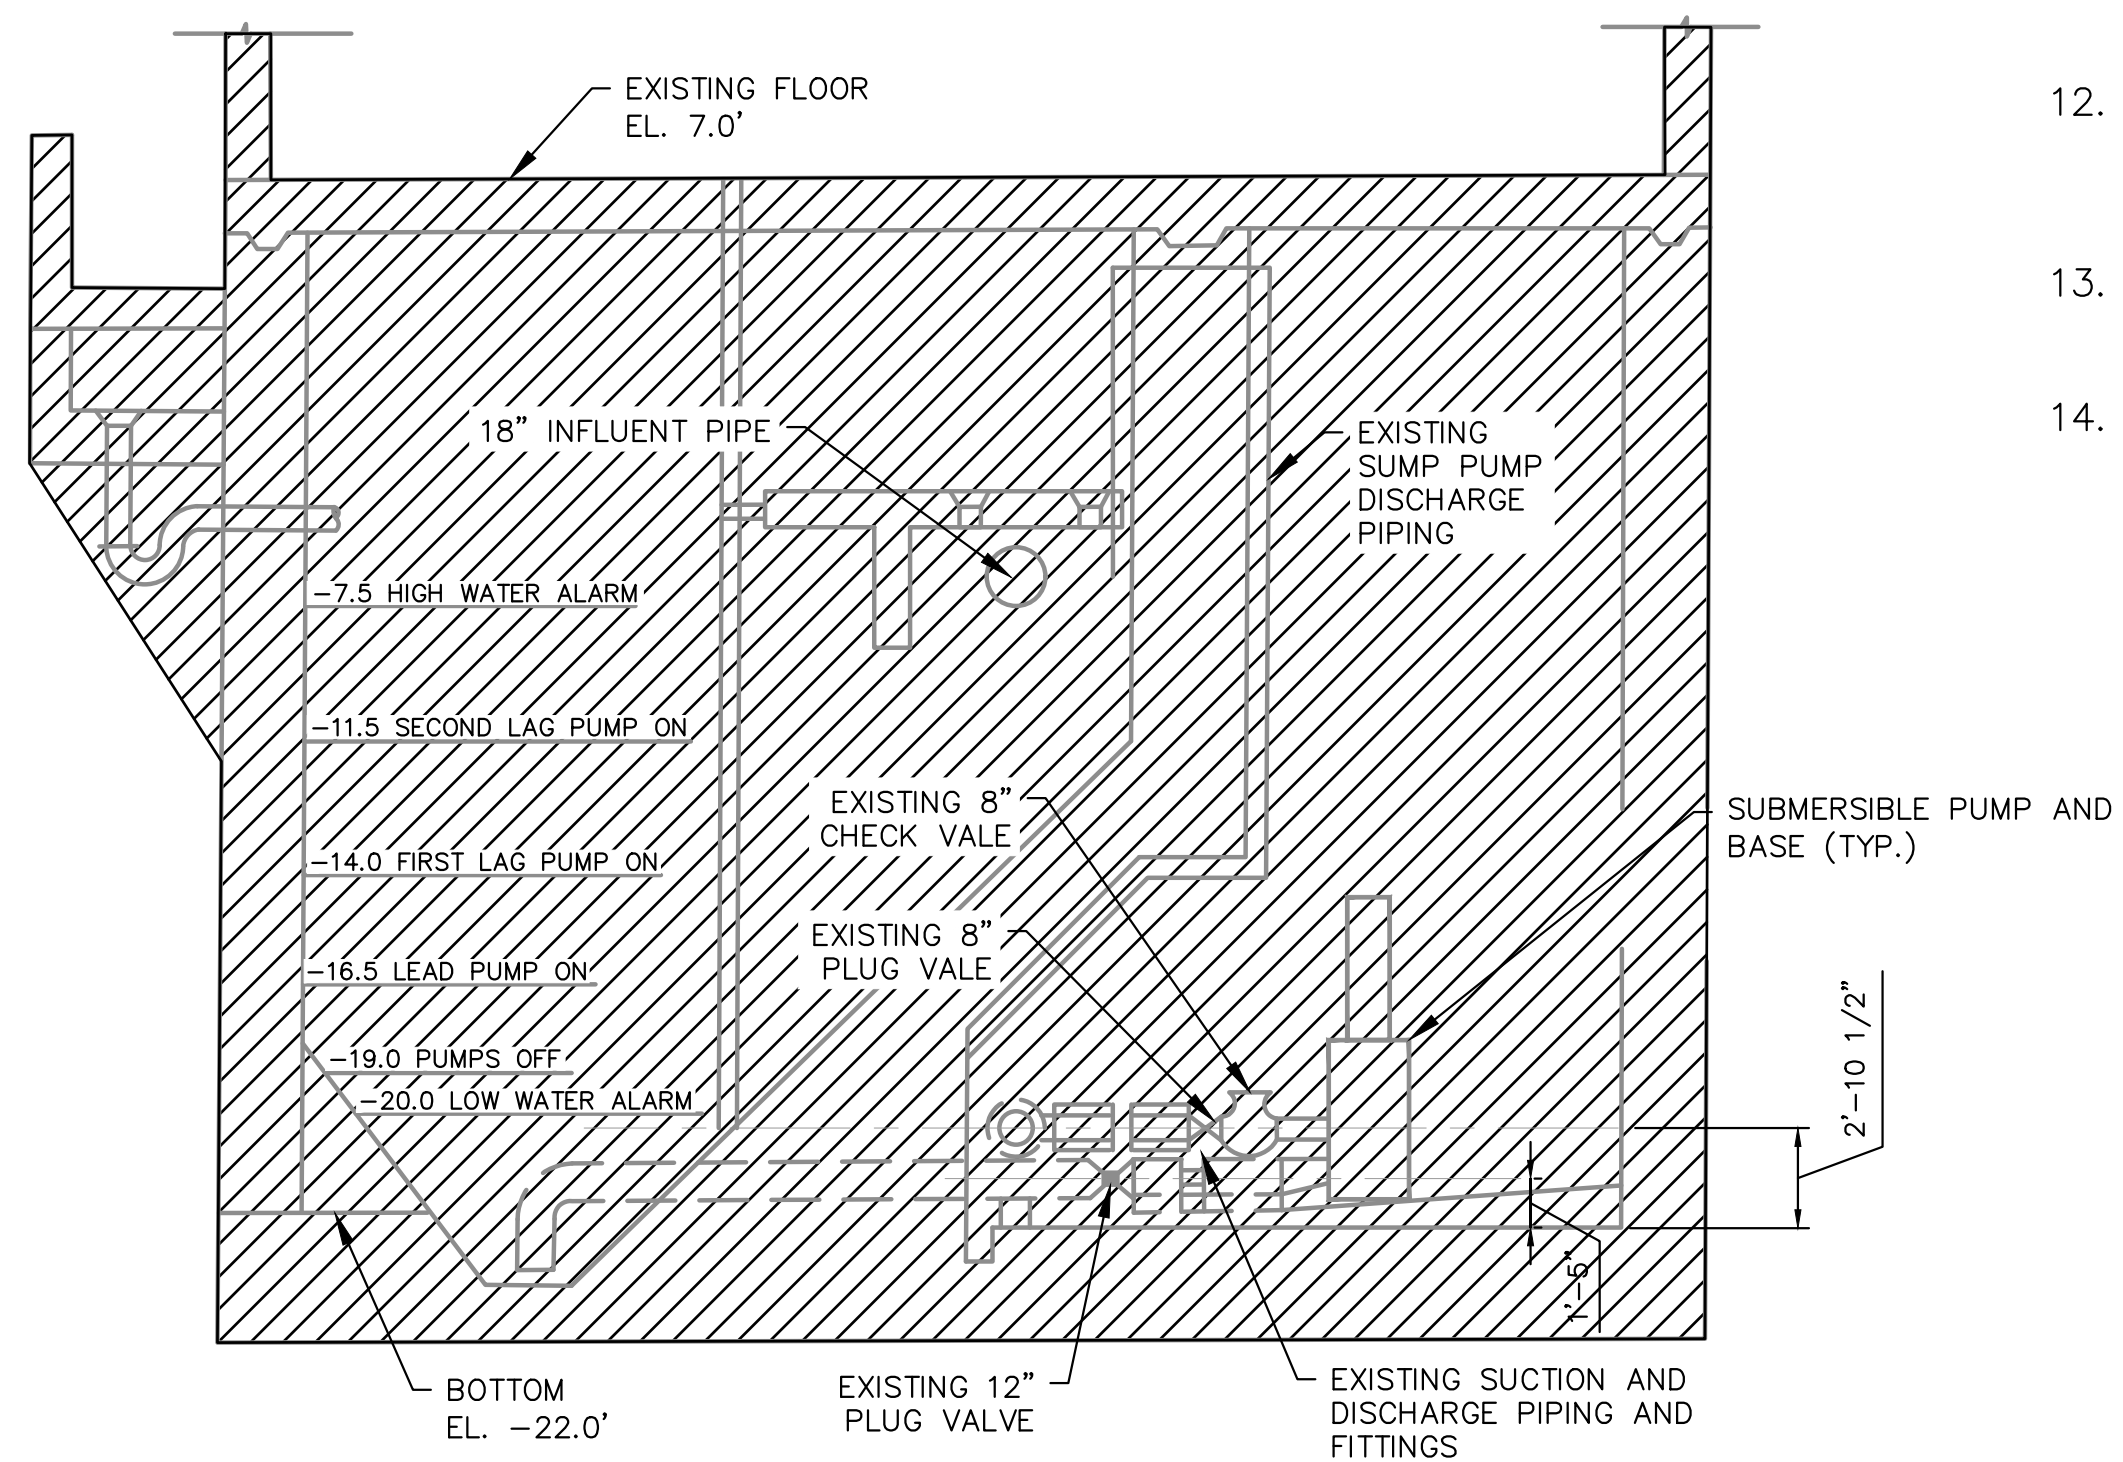 EXISTING FLOOR
EL. 7.0'
12.
13.
14.
18” INFLUENT PIPE
EXISTING
SUMP PUMP
DISCHARGE
PIPING
-7.5 HIGH WATER ALARM
-11.5 SECOND LAG PUMP ON
EXISTING 8”
CHECK VALE
SUBMERSIBLE PUMP AND
BASE (TYP.)
-14.0 FIRST LAG PUMP ON
EXISTING 8”
PLUG VALE
-16.5 LEAD PUMP ON
-19.0 PUMPS OFF
-20.0 LOW WATER ALARM
2'-10 1/2”
1'-5”
BOTTOM
EL. -22.0'
EXISTING 12”
PLUG VALVE
EXISTING SUCTION AND
DISCHARGE PIPING AND
FITTINGS